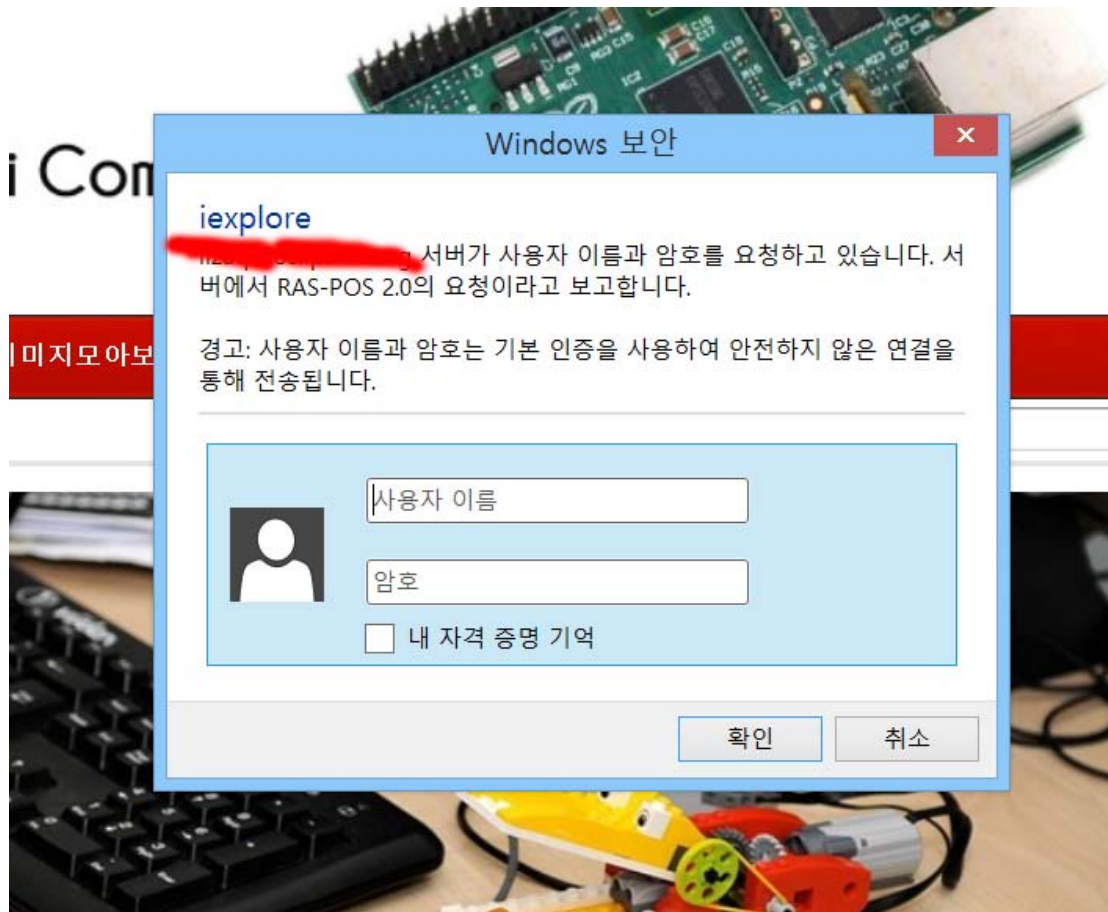 Windows 보안
i Com
iexplore
서버가 사용자 이름과 암호를 요청하고 있습니다. 서
버에서 RAS-POS 2.0의 요청이라고 보고합니다.
미지모아보
경고: 사용자 이름과 암호는 기본 인증을 사용하여 안전하지 않은 연결을
통해 전송됩니다.
사용자 이름
암호
내 자격 증명 기억
확인
취소